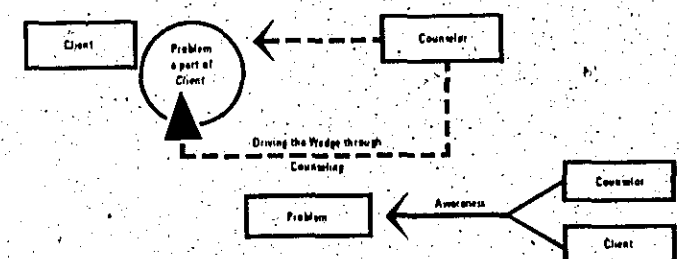 Client
Problem
a part of
Client
Counselor
Driving the Wedge through
Counseling
Problem
Awareness
Counselor
Client